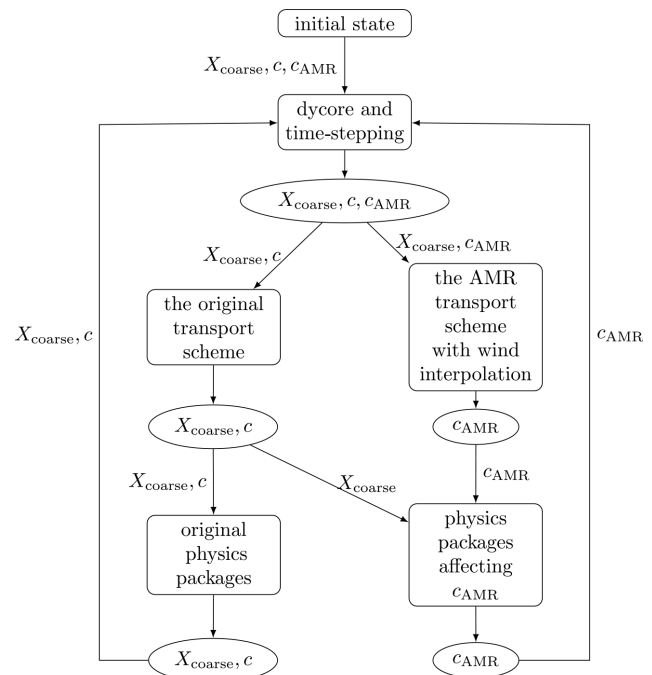 initial state
X_coarse, c, c_AMR
dycore and
time-stepping
X_coarse, c, c_AMR
X_coarse, c
X_coarse, c_AMR
the original
transport
scheme
the AMR
transport
scheme
with wind
interpolation
X_coarse, c
c_AMR
X_coarse, c
c_AMR
X_coarse, c
X_coarse
c_AMR
original
physics
packages
physics
packages
affecting
c_AMR
X_coarse, c
c_AMR